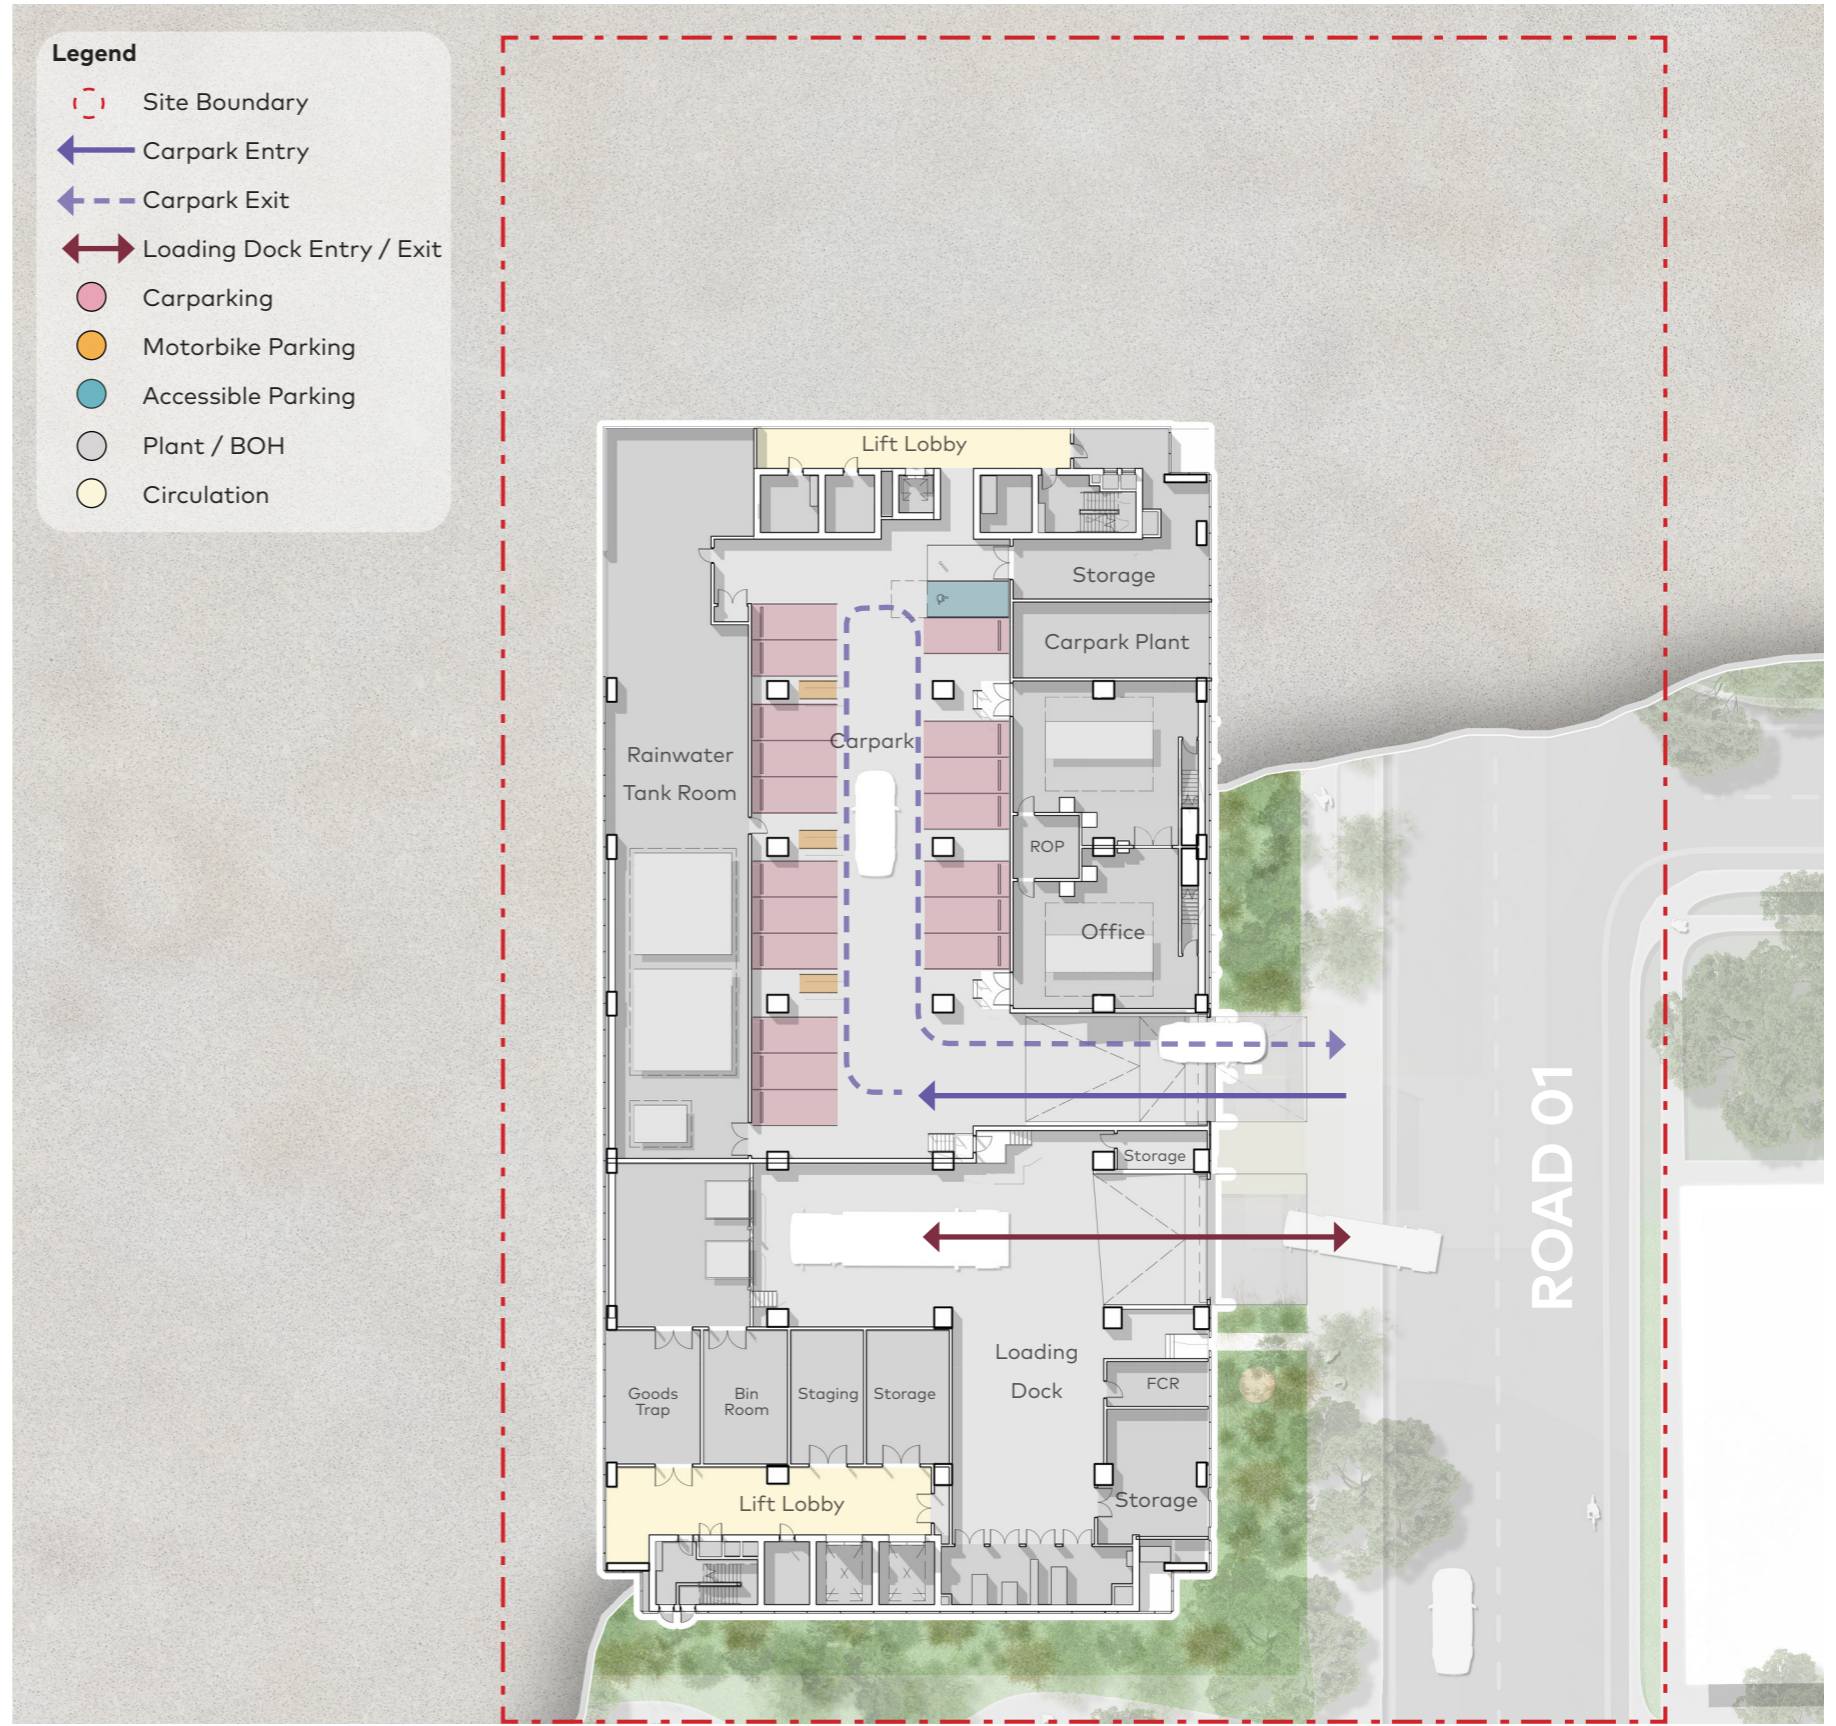 Legend
Site Boundary
Carpark Entry
Carpark Exit
Loading Dock Entry / Exit
Carparking
Motorbike Parking
Accessible Parking
Plant / BOH
Circulation
Lift Lobby
Storage
Carpark Plant
Carpark
Rainwater
Tank Room
ROP
Office
ROAD 01
Storage
Loading
Dock
FCR
Goods
Trap
Bin
Room
Staging
Storage
Storage
Lift Lobby